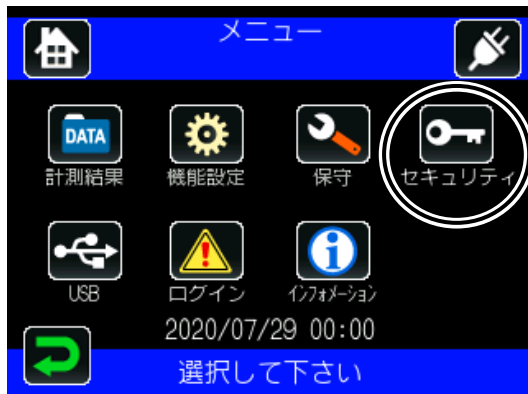 メニュー
DATA
計測結果
機能設定
保守
セキュリティ
USB
ログイン
インフォメーション
2020/07/29 00:00
選択して下さい